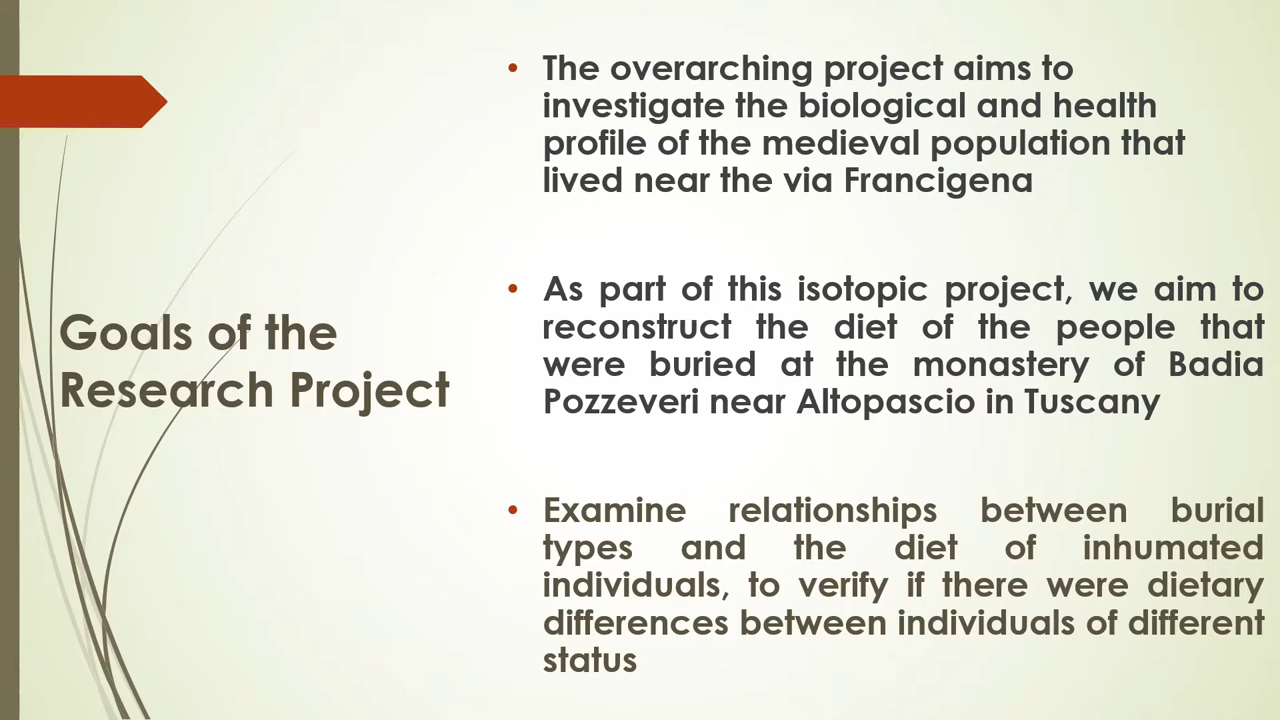 Goals of the
Research Project
• The overarching project aims to
investigate the biological and health
profile of the medieval population that
lived near the via Francigena
• As part of this isotopic project, we aim to
reconstruct the diet of the people that
were buried at the monastery of Badia
Pozzeveri near Altopascio in Tuscany
• Examine relationships between burial
types and the diet of inhumated
individuals, to verify if there were dietary
differences between individuals of different
status